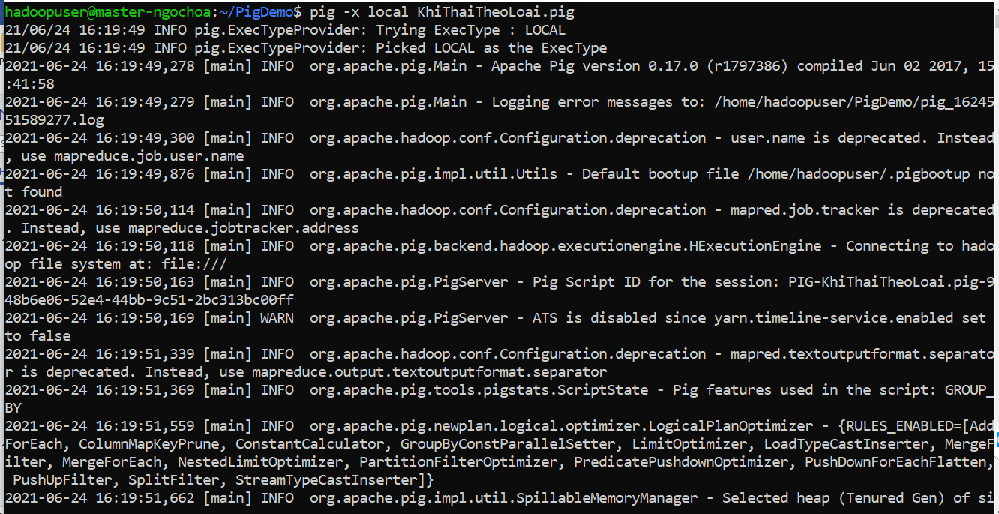 hadoopuser@master-ngochoa:~/PigDemo$ pig -x local KhiThaiTheoLoai.pig
21/06/24 16:19:49 INFO pig.ExecTypeProvider: Trying ExecType : LOCAL
21/06/24 16:19:49 INFO pig.ExecTypeProvider: Picked LOCAL as the ExecType
2021-06-24 16:19:49,278 [main] INFO  org.apache.pig.Main - Apache Pig version 0.17.0 (r1797386) compiled Jun 02 2017, 15
:41:58
2021-06-24 16:19:49,279 [main] INFO  org.apache.pig.Main - Logging error messages to: /home/hadoopuser/PigDemo/pig_16245
51589277.log
2021-06-24 16:19:49,300 [main] INFO  org.apache.hadoop.conf.Configuration.deprecation - user.name is deprecated. Instead
, use mapreduce.job.user.name
2021-06-24 16:19:49,876 [main] INFO  org.apache.pig.impl.util.Utils - Default bootup file /home/hadoopuser/.pigbootup no
t found
2021-06-24 16:19:50,114 [main] INFO  org.apache.hadoop.conf.Configuration.deprecation - mapred.job.tracker is deprecated
. Instead, use mapreduce.jobtracker.address
2021-06-24 16:19:50,118 [main] INFO  org.apache.pig.backend.hadoop.executionengine.HExecutionEngine - Connecting to hado
op file system at: file:///
2021-06-24 16:19:50,163 [main] INFO  org.apache.pig.PigServer - Pig Script ID for the session: PIG-KhiThaiTheoLoai.pig-9
48b6e06-52e4-44bb-9c51-2bc313bc00ff
2021-06-24 16:19:50,169 [main] WARN  org.apache.pig.PigServer - ATS is disabled since yarn.timeline-service.enabled set
to false
2021-06-24 16:19:51,339 [main] INFO  org.apache.hadoop.conf.Configuration.deprecation - mapred.textoutputformat.separato
r is deprecated. Instead, use mapreduce.output.textoutputformat.separator
2021-06-24 16:19:51,369 [main] INFO  org.apache.pig.tools.pigstats.ScriptState - Pig features used in the script: GROUP_
BY
2021-06-24 16:19:51,559 [main] INFO  org.apache.pig.newplan.logical.optimizer.LogicalPlanOptimizer - {RULES_ENABLED=[Add
ForEach, ColumnMapKeyPrune, ConstantCalculator, GroupByConstParallelSetter, LimitOptimizer, LoadTypeCastInserter, MergeF
ilter, MergeForEach, NestedLimitOptimizer, PartitionFilterOptimizer, PredicatePushdownOptimizer, PushDownForEachFlatten,
 PushUpFilter, SplitFilter, StreamTypeCastInserter]}
2021-06-24 16:19:51,662 [main] INFO  org.apache.pig.impl.util.SpillableMemoryManager - Selected heap (Tenured Gen) of si